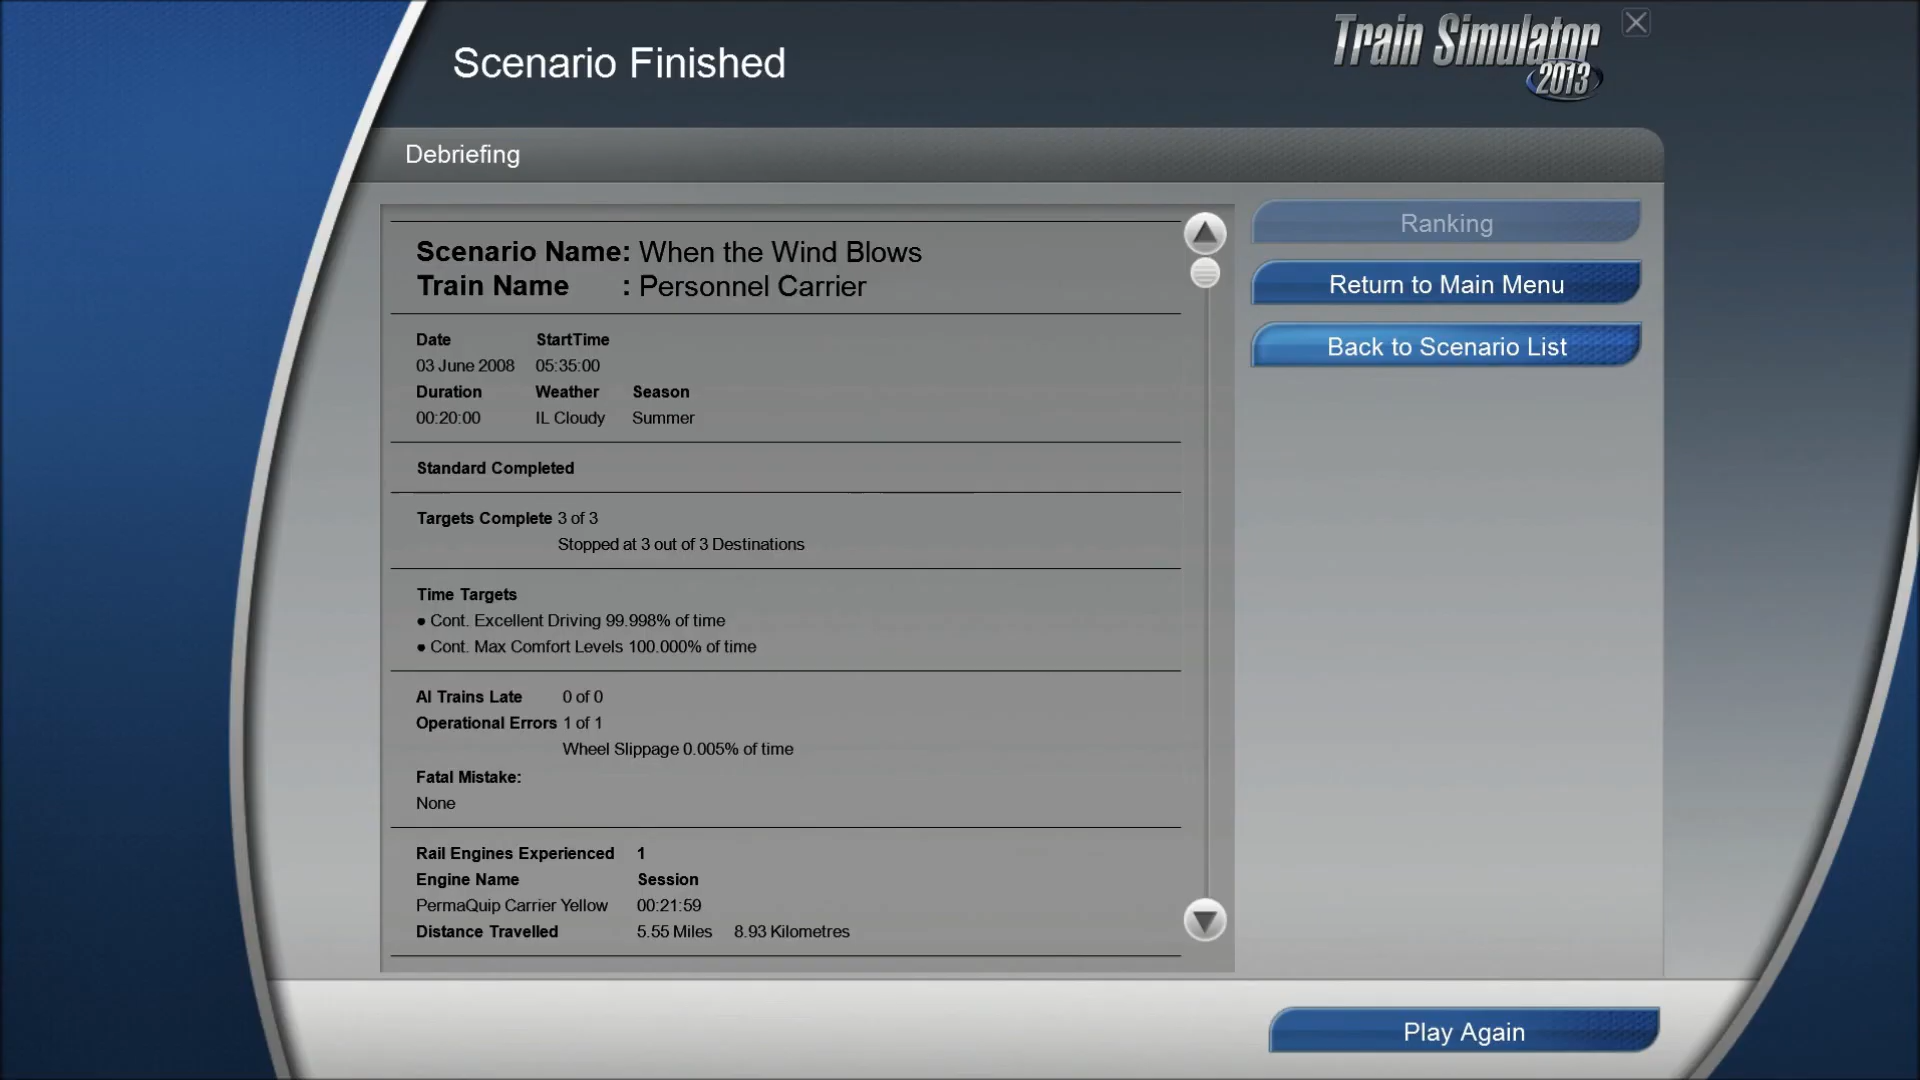 Scenario Finished
Train Simulator
2013
Debriefing
Scenario Name: When the Wind Blows
Train Name : Personnel Carrier
Date StartTime
03 June 2008 05:35:00
Duration Weather Season
00:20:00 IL Cloudy Summer
Standard Completed
Targets Complete 3 of 3
Stopped at 3 out of 3 Destinations
Time Targets
● Cont. Excellent Driving 99.998% of time
● Cont. Max Comfort Levels 100.000% of time
AI Trains Late 0 of 0
Operational Errors 1 of 1
Wheel Slippage 0.005% of time
Fatal Mistake:
None
Rail Engines Experienced 1
Engine Name Session
PermaQuip Carrier Yellow 00:21:59
Distance Travelled 5.55 Miles 8.93 Kilometres
Ranking
Return to Main Menu
Back to Scenario List
Play Again